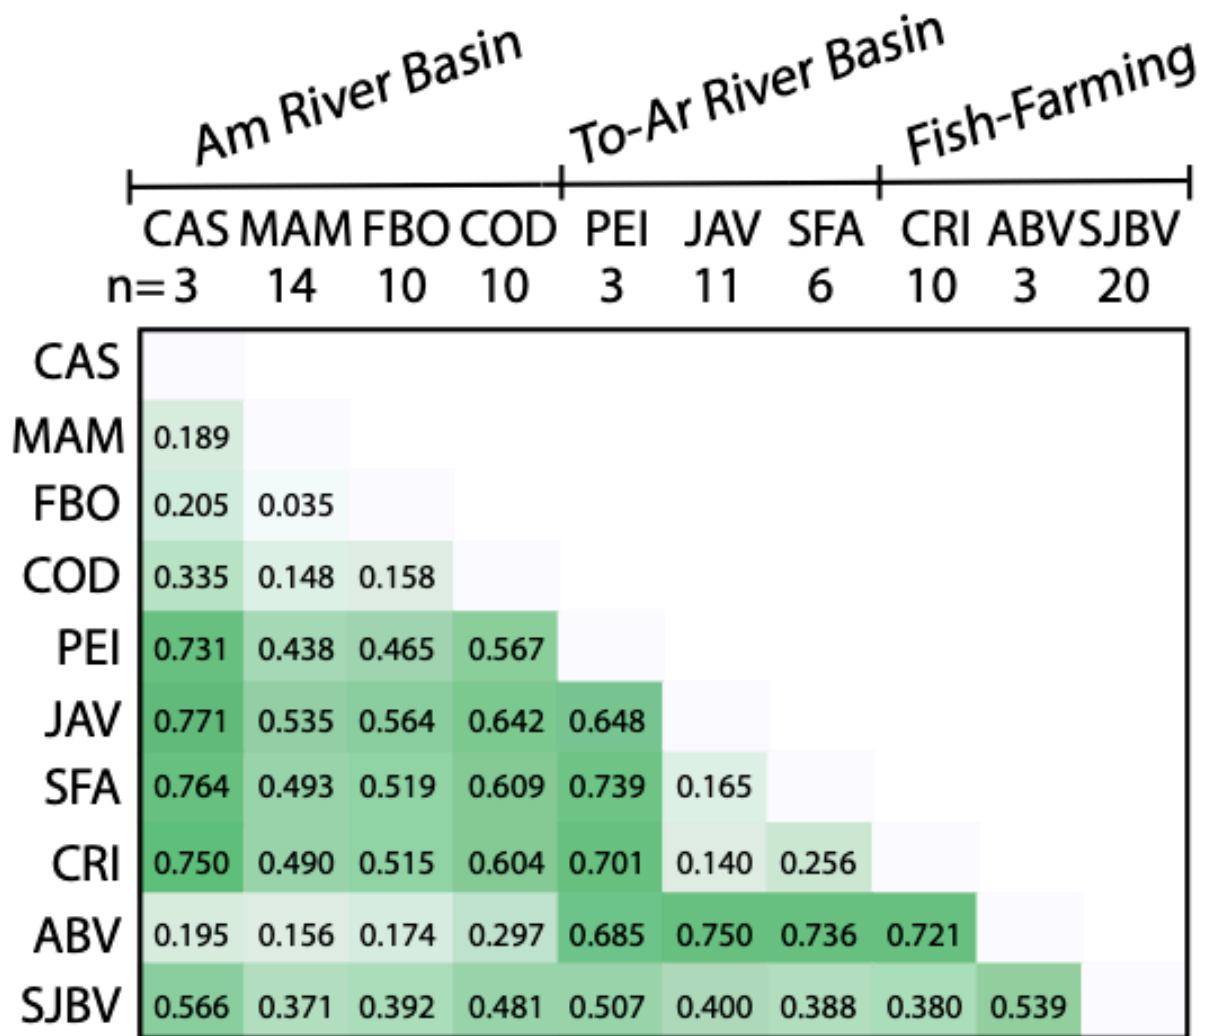 Am River Basin To-Ar River Basin Fish-Farming
CAS MAM FBO COD PEI JAV SFA CRI ABV SJBV
n= 3 14 10 10 3 11 6 10 3 20
CAS
MAM 0.189
FBO 0.205 0.035
COD 0.335 0.148 0.158
PEI 0.731 0.438 0.465 0.567
JAV 0.771 0.535 0.564 0.642 0.648
SFA 0.764 0.493 0.519 0.609 0.739 0.165
CRI 0.750 0.490 0.515 0.604 0.701 0.140 0.256
ABV 0.195 0.156 0.174 0.297 0.685 0.750 0.736 0.721
SJBV 0.566 0.371 0.392 0.481 0.507 0.400 0.388 0.380 0.539